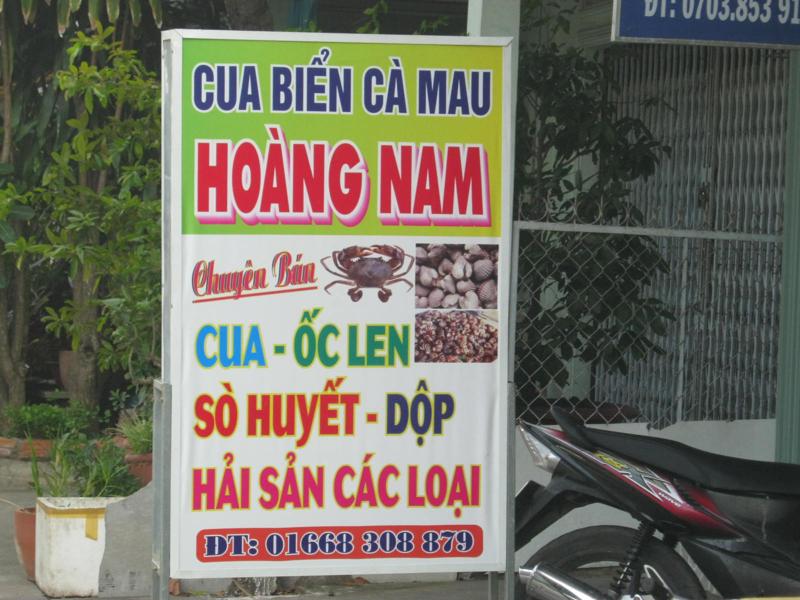 ĐT: 0703.853 91
CUA BIỂN CÀ MAU
HOÀNG NAM
Chuyên Bán
CUA - ỐC LEN
SÒ HUYẾT - DỘP
HẢI SẢN CÁC LOẠI
ĐT: 01668 308 879